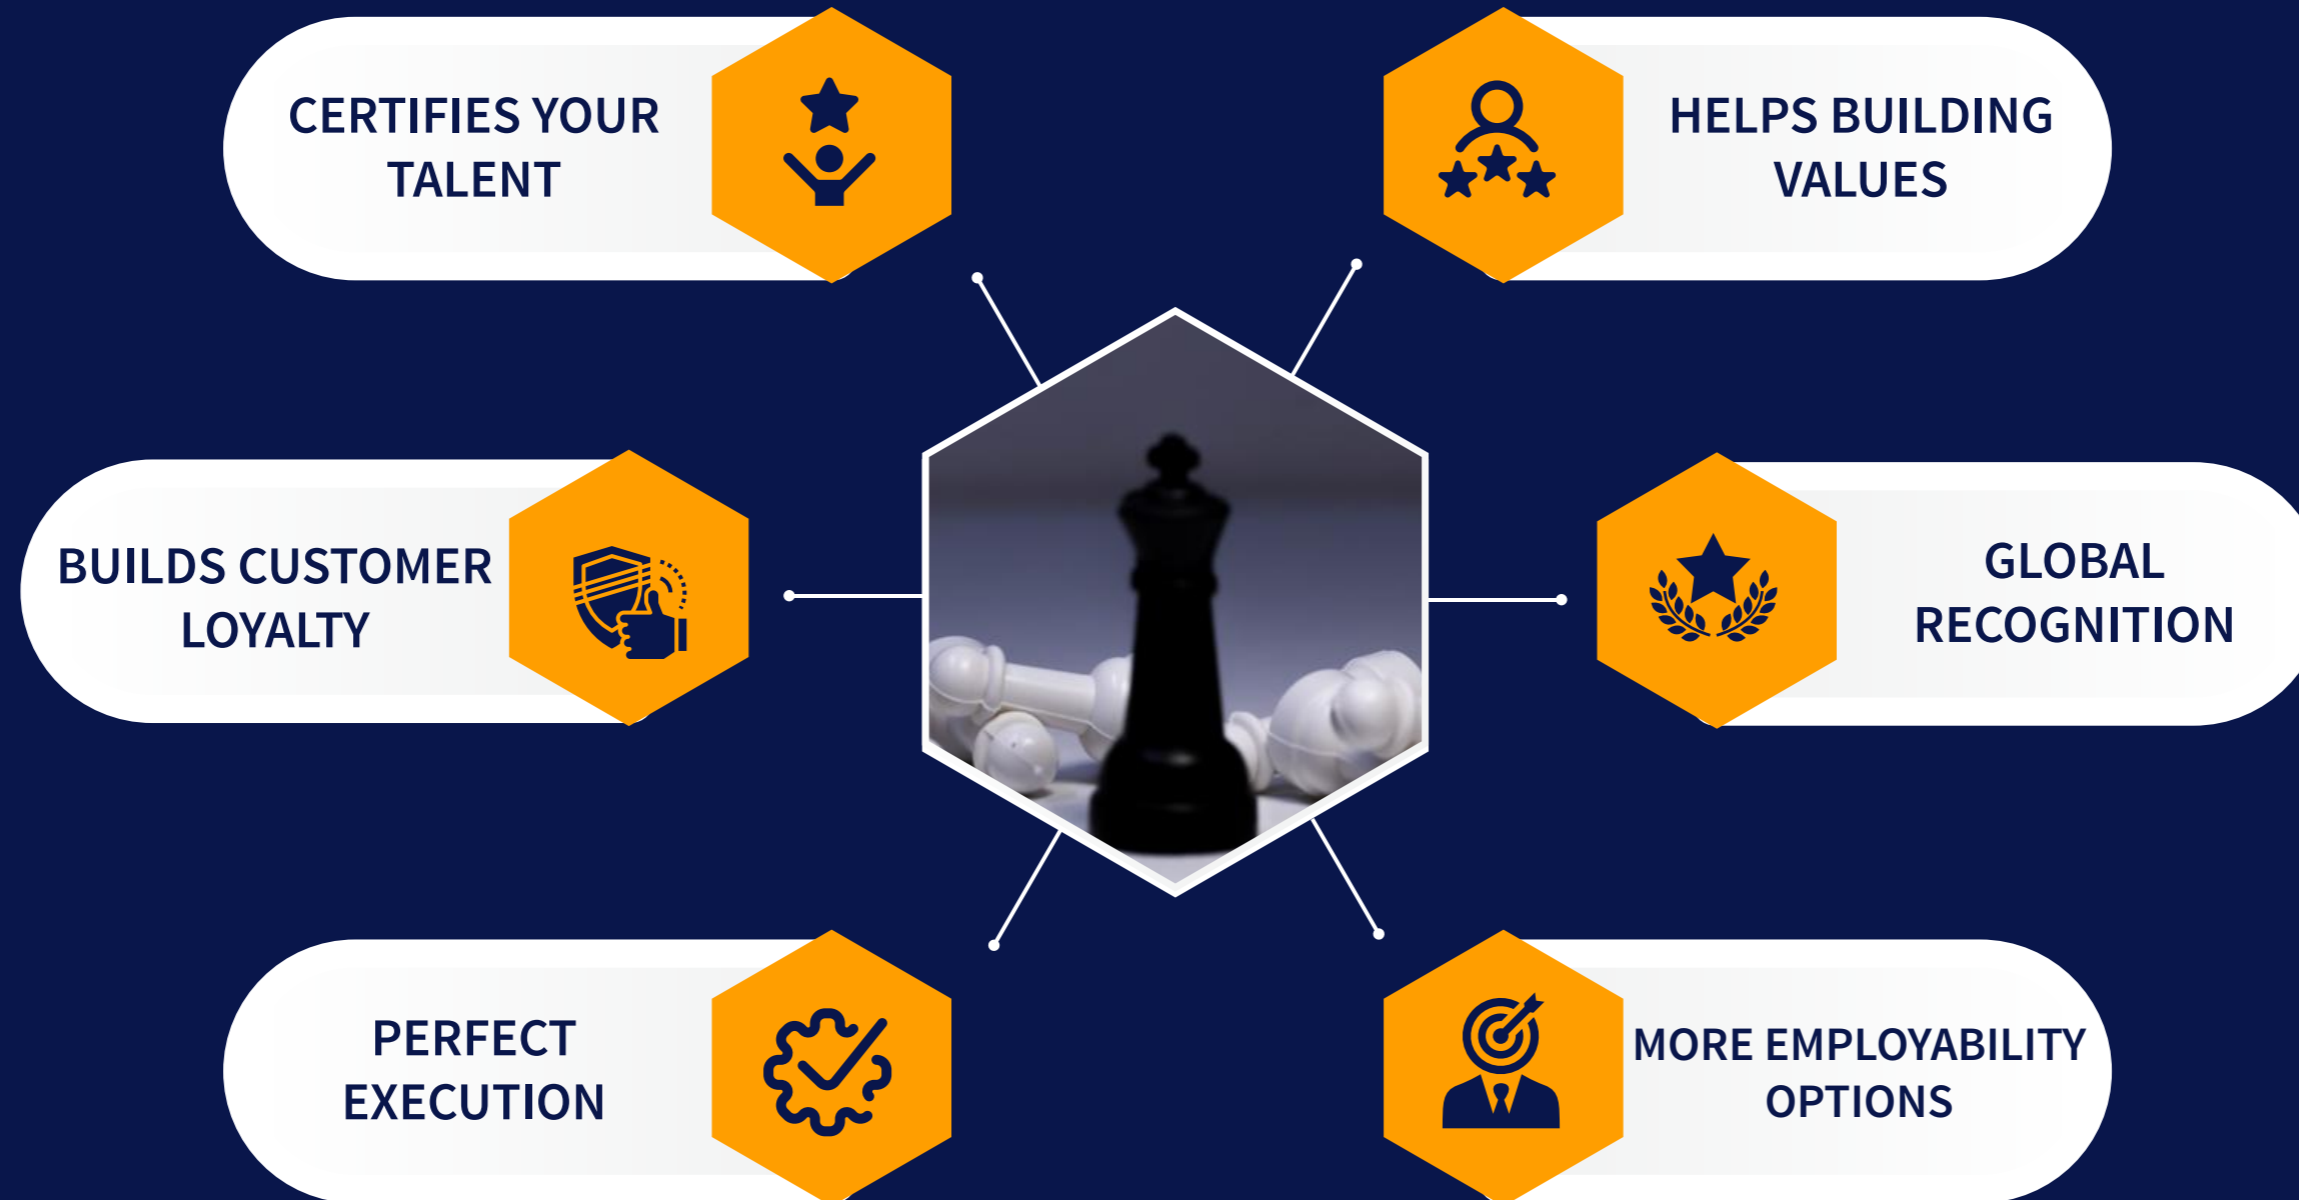 CERTIFIES YOUR
TALENT
HELPS BUILDING
VALUES
BUILDS CUSTOMER
LOYALTY
GLOBAL
RECOGNITION
PERFECT
EXECUTION
MORE EMPLOYABILITY
OPTIONS